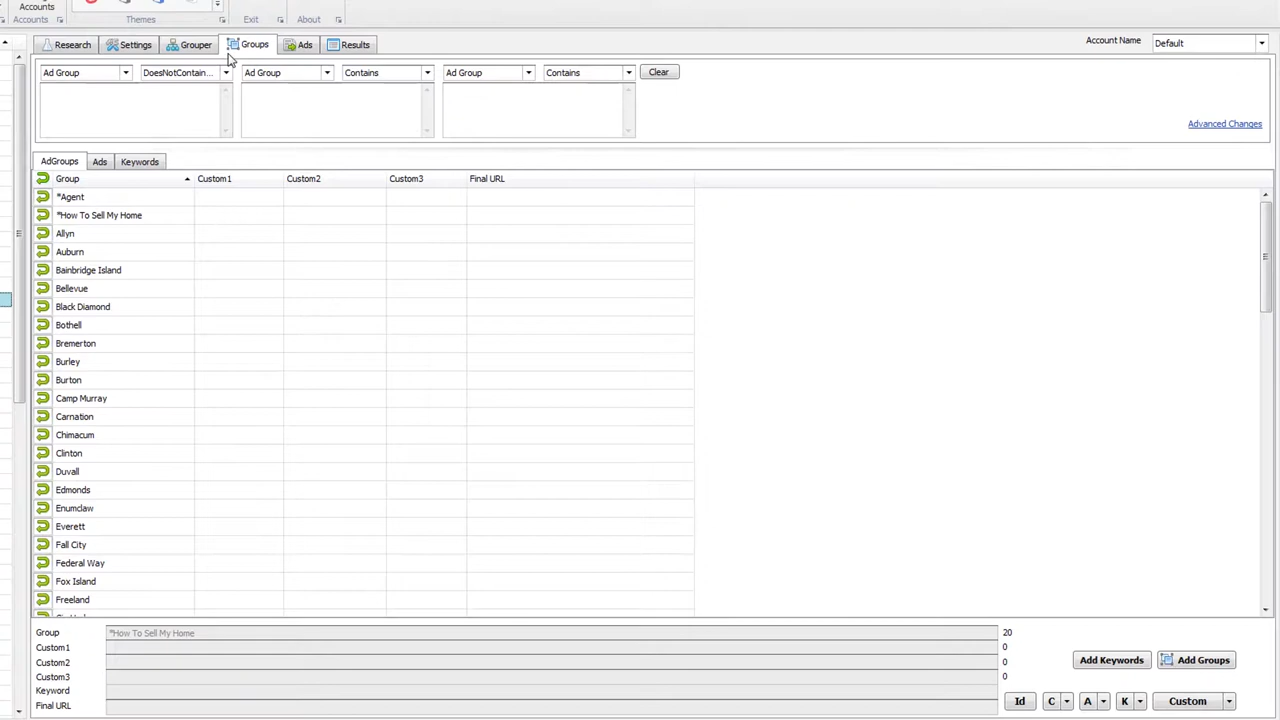 Accounts
Accounts Themes Exit About
Research Settings Grouper Groups Ads Results Account Name Default
Ad Group DoesNotContain... Ad Group Contains Ad Group Contains Clear
Advanced Changes
AdGroups Ads Keywords
Group Custom1 Custom2 Custom3 Final URL
*Agent
*How To Sell My Home
Allyn
Auburn
Bainbridge Island
Bellevue
Black Diamond
Bothell
Bremerton
Burley
Burton
Camp Murray
Carnation
Chimacum
Clinton
Duvall
Edmonds
Enumclaw
Everett
Fall City
Federal Way
Fox Island
Freeland
Group *How To Sell My Home 20
Custom1 0
Custom2 0
Custom3 0
Keyword
Final URL
Add Keywords Add Groups
Id C A K Custom